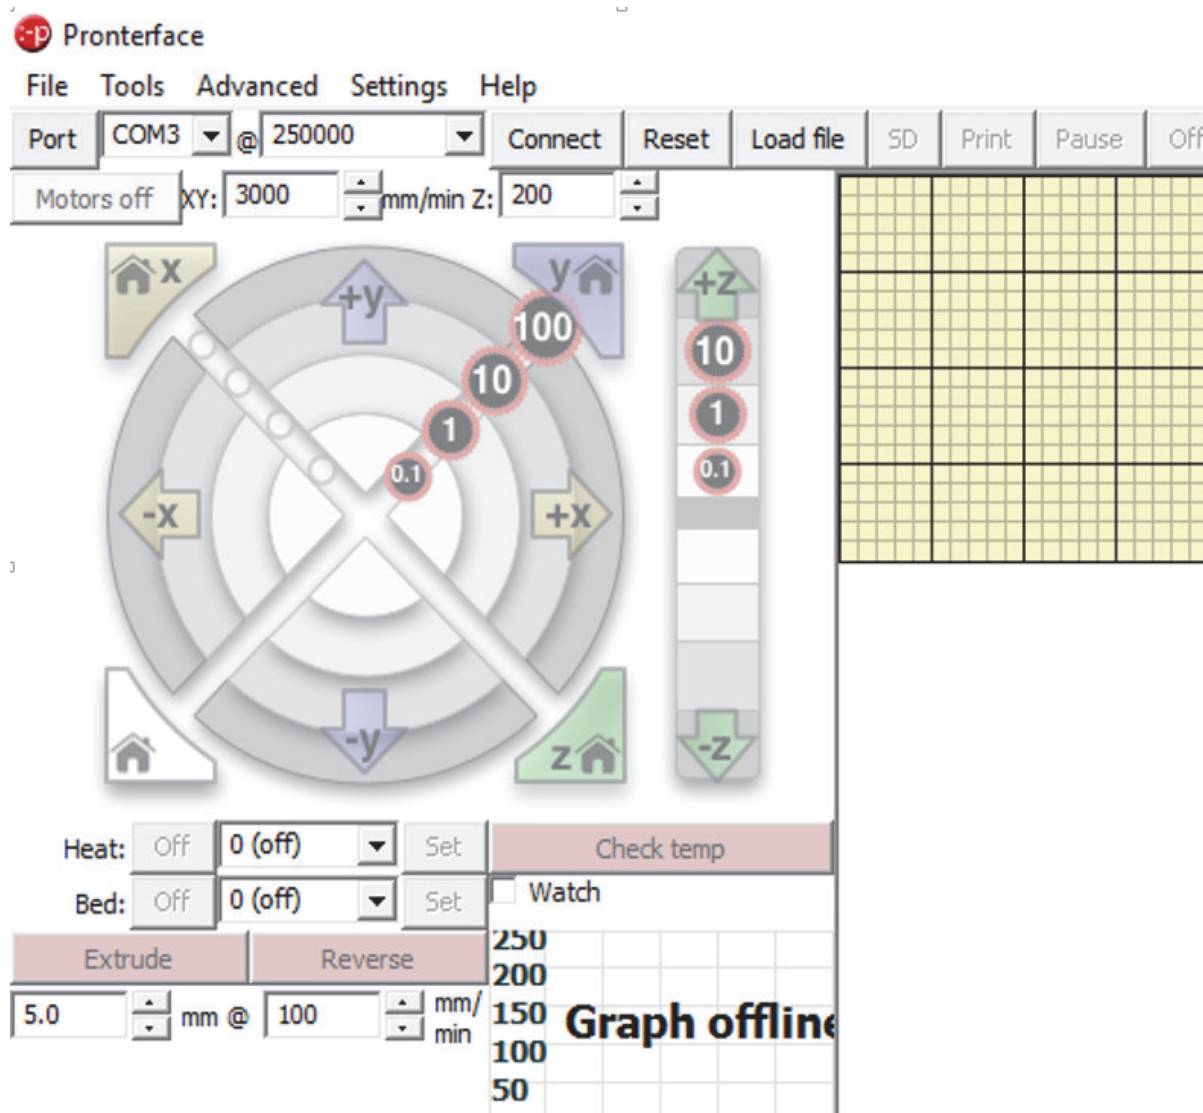 Pronterface
File Tools Advanced Settings Help
Port COM3 @ 250000 Connect Reset Load file SD Print Pause Off
Motors off XY: 3000 mm/min Z: 200
x +y y +z
100 10
10 1
1 0.1
0.1
-x +x
-y z -z
Heat: Off 0 (off) Set Check temp
Bed: Off 0 (off) Set Watch
Extrude Reverse
5.0 mm @ 100 mm/
min
250
200
150 Graph offline
100
50